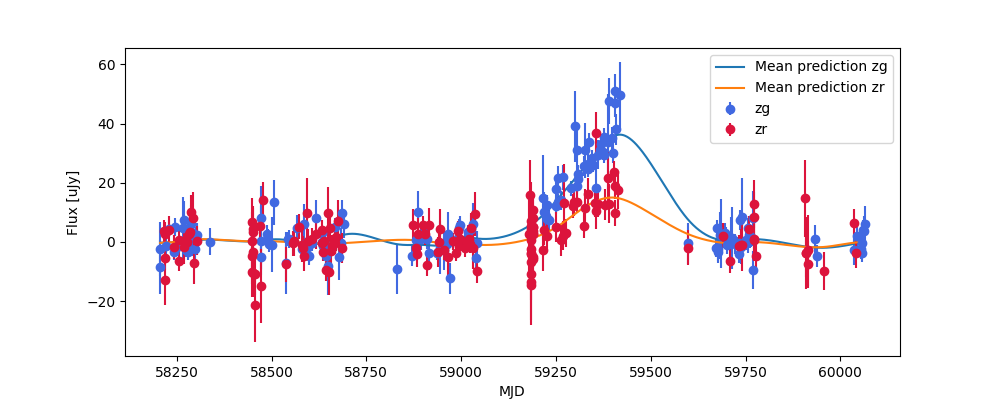 60
40
20
0
−20
Flux [uJy]
58250 58500 58750 59000 59250 59500 59750 60000
MJD
Mean prediction zg
Mean prediction zr
zg
zr